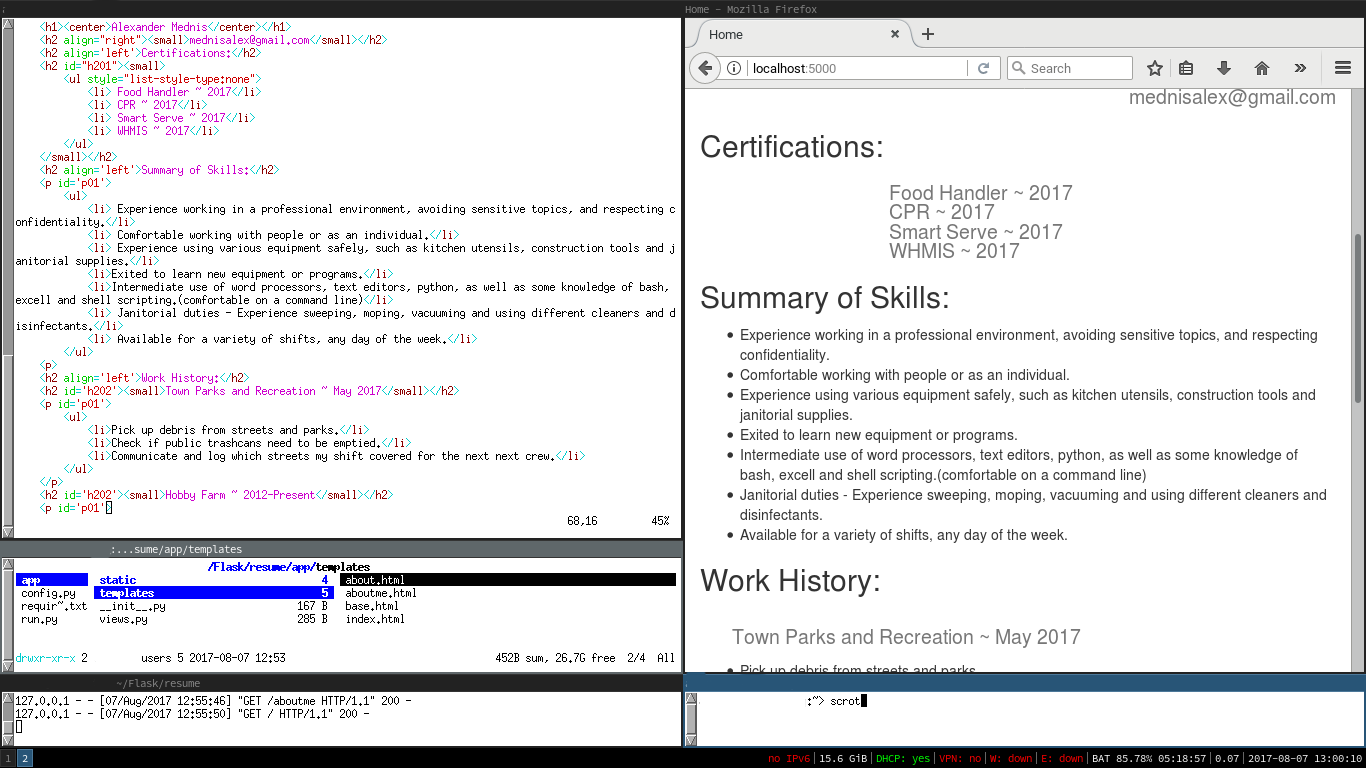 Home - Mozilla Firefox
<h1><center>Alexander Mednis</center></h1>
<h2 align="right"><small>mednisalex@gmail.com</small></h2>
<h2 align='left'>Certifications:</h2>
<h2 id="h201"><small>
<ul style="list-style-type:none">
<li> Food Handler ~ 2017</li>
<li> CPR ~ 2017</li>
<li> Smart Serve ~ 2017</li>
<li> WHMIS ~ 2017</li>
</ul>
</small></h2>
<h2 align='left'>Summary of Skills:</h2>
<p id='p01'>
<ul>
<li> Experience working in a professional environment, avoiding sensitive topics, and respecting c
onfidentiality.</li>
<li> Comfortable working with people or as an individual.</li>
<li> Experience using various equipment safely, such as kitchen utensils, construction tools and j
anitorial supplies.</li>
<li>Exited to learn new equipment or programs.</li>
<li>Intermediate use of word processors, text editors, python, as well as some knowledge of bash,
excell and shell scripting.(comfortable on a command line)</li>
<li> Janitorial duties - Experience sweeping, moping, vacuuming and using different cleaners and d
isinfectants.</li>
<li> Available for a variety of shifts, any day of the week.</li>
</ul>
<p>
<h2 align='left'>Work History:</h2>
<h2 id='h202'><small>Town Parks and Recreation ~ May 2017</small></h2>
<p id='p01'>
<ul>
<li>Pick up debris from streets and parks.</li>
<li>Check if public trashcans need to be emptied.</li>
<li>Communicate and log which streets my shift covered for the next next crew.</li>
</ul>
</p>
<h2 id='h202'><small>Hobby Farm ~ 2012-Present</small></h2>
<p id='p01'>
68,16 45%
:...sume/app/templates
/Flask/resume/app/templates
app static 4 about.html
config.py templates 5 aboutme.html
requir~.txt __init__.py 167 B base.html
run.py views.py 285 B index.html
drwxr-xr-x 2 users 5 2017-08-07 12:53 452B sum, 26.7G free 2/4 All
~/Flask/resume
127.0.0.1 - - [07/Aug/2017 12:55:46] "GET /aboutme HTTP/1.1" 200 -
127.0.0.1 - - [07/Aug/2017 12:55:50] "GET / HTTP/1.1" 200 -
Home
localhost:5000
Search
mednisalex@gmail.com
Certifications:
Food Handler ~ 2017
CPR ~ 2017
Smart Serve ~ 2017
WHMIS ~ 2017
Summary of Skills:
Experience working in a professional environment, avoiding sensitive topics, and respecting
confidentiality.
Comfortable working with people or as an individual.
Experience using various equipment safely, such as kitchen utensils, construction tools and
janitorial supplies.
Exited to learn new equipment or programs.
Intermediate use of word processors, text editors, python, as well as some knowledge of
bash, excell and shell scripting.(comfortable on a command line)
Janitorial duties - Experience sweeping, moping, vacuuming and using different cleaners and
disinfectants.
Available for a variety of shifts, any day of the week.
Work History:
Town Parks and Recreation ~ May 2017
Pick up debris from streets and parks.
:~> scrot
1 2
no IPv6 | 15.6 GiB | DHCP: yes | VPN: no | W: down | E: down | BAT 85.78% 05:18:57 | 0.07 | 2017-08-07 13:00:10